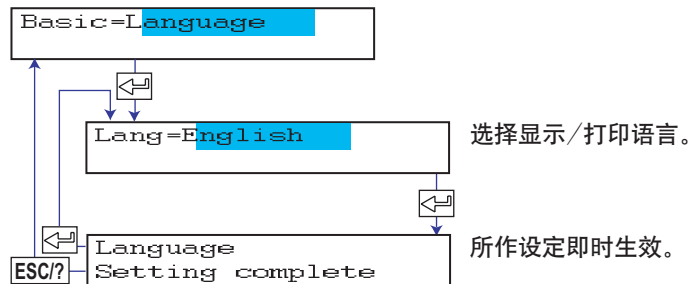 Basic=Language
Lang=English
选择显示/打印语言。
Language
所作设定即时生效。
ESC/?
Setting complete